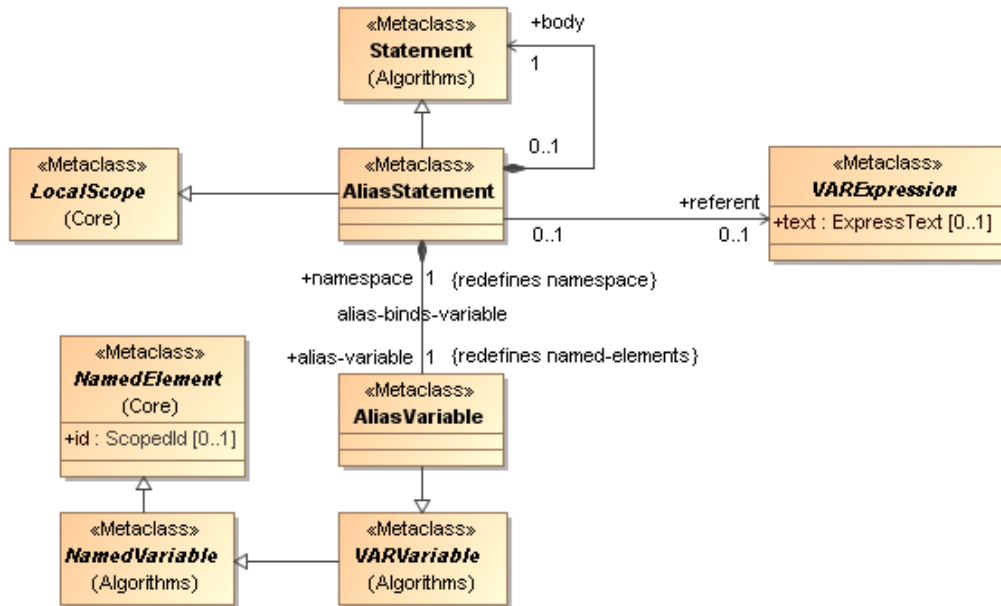 «Metaclass»
Statement
(Algorithms)
+body
1
0..1
«Metaclass»
LocalScope
(Core)
«Metaclass»
AliasStatement
«Metaclass»
VARExpression
+text : ExpressText [0..1]
+referent
0..1
0..1
+namespace 1 {redefines namespace}
alias-binds-variable
+alias-variable 1 {redefines named-elements}
«Metaclass»
NamedElement
(Core)
+id : ScopedId [0..1]
«Metaclass»
AliasVariable
«Metaclass»
NamedVariable
(Algorithms)
«Metaclass»
VARVariable
(Algorithms)